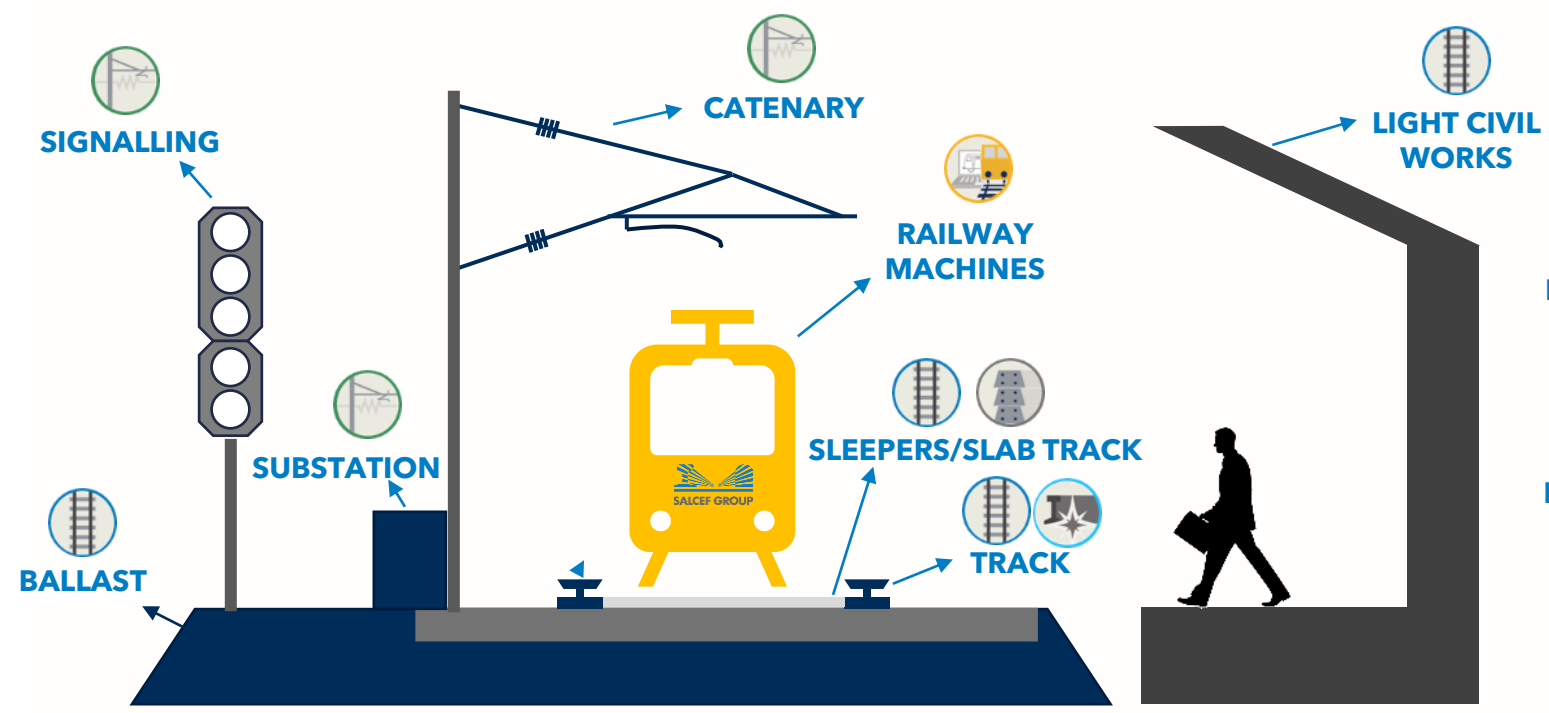 CATENARY
SIGNALLING
LIGHT CIVIL
WORKS
RAILWAY
MACHINES
SLEEPERS/SLAB TRACK
SUBSTATION
SALCEF GROUP
TRACK
BALLAST